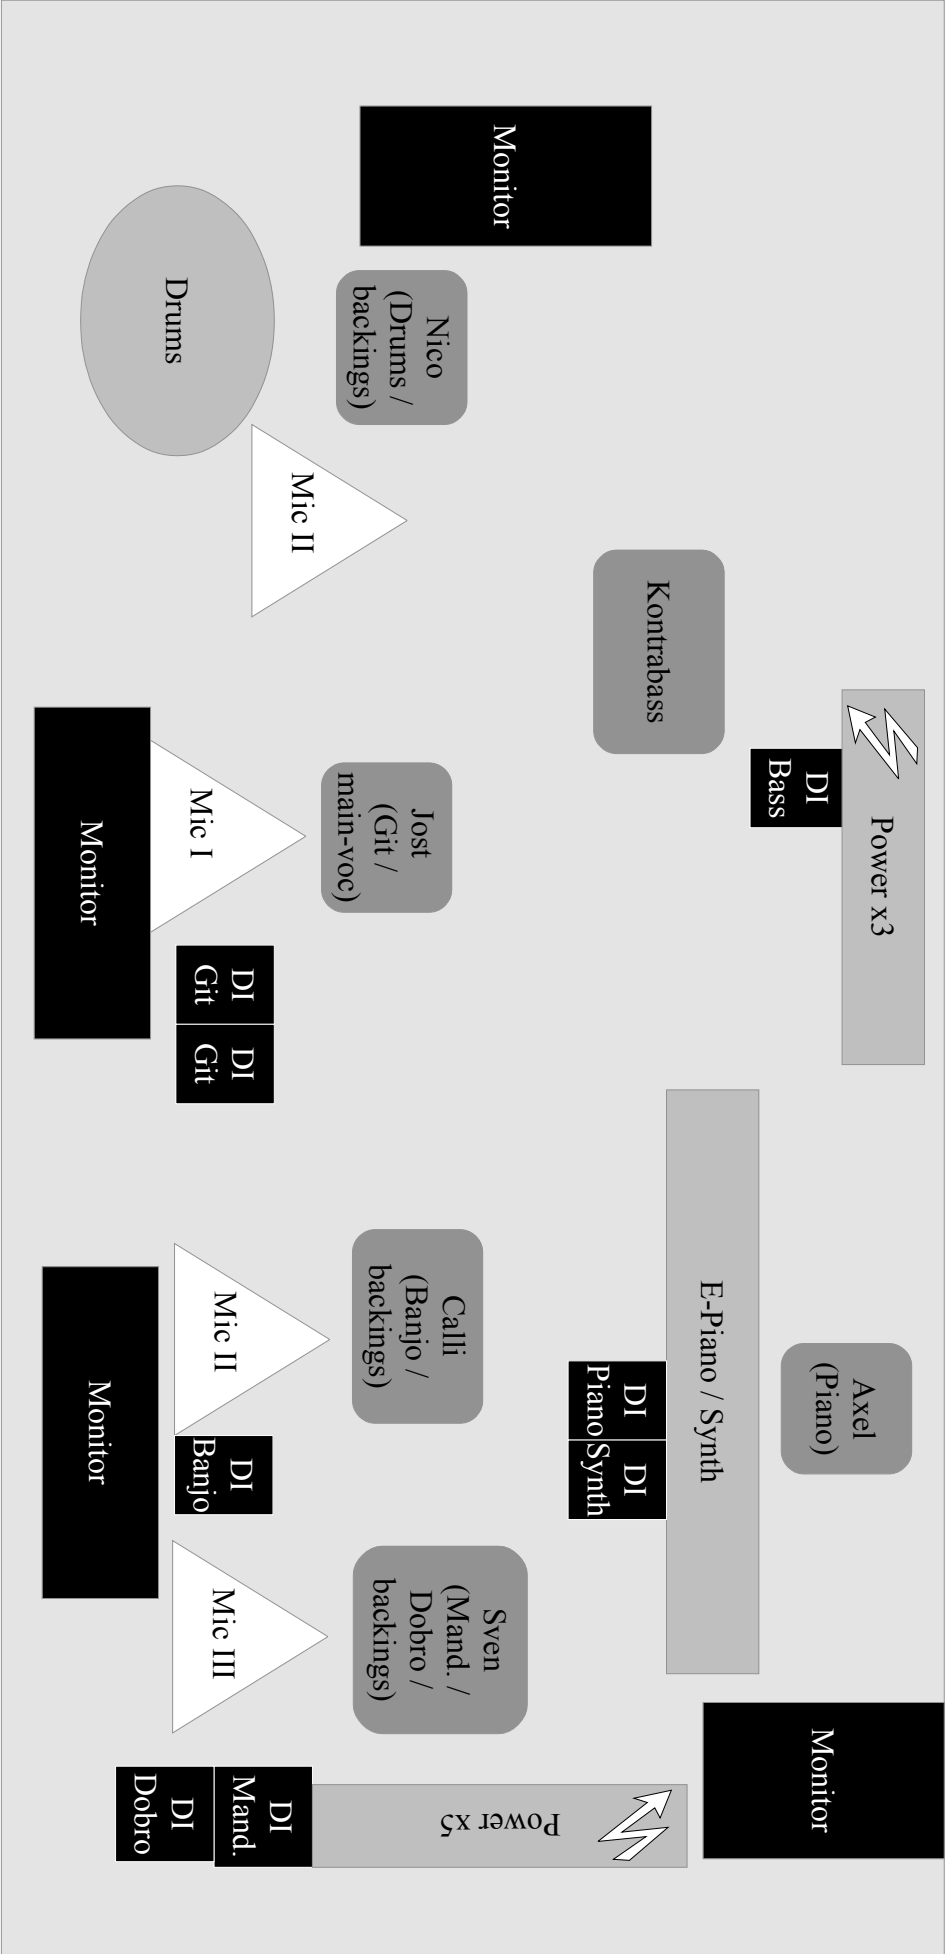 Power x3
Axel
(Piano)
Monitor
DI
Bass
E-Piano / Synth
Kontrabass
DI
Piano
DI
Synth
Monitor
Nico
(Drums /
backings)
Jost
(Git /
main-voc)
Calli
(Banjo /
backings)
Sven
(Mand. /
Dobro /
backings)
Power x5
Drums
Mic II
Mic I
DI
Git
DI
Git
Mic II
DI
Banjo
Mic III
DI
Mand.
DI
Dobro
Monitor
Monitor